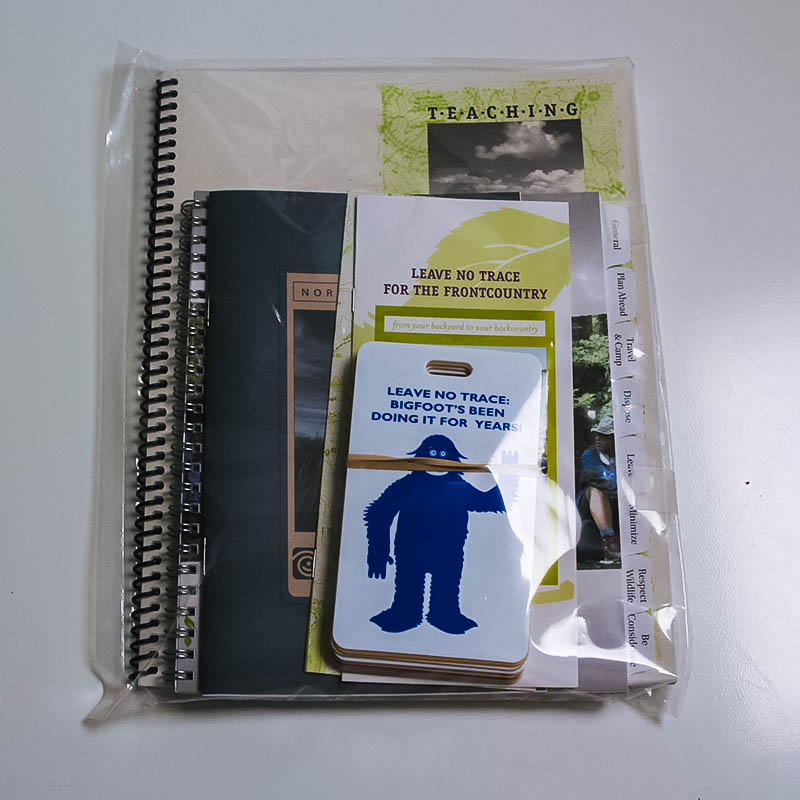 T·E·A·C·H·I·N·G
NOR
LEAVE NO TRACE
FOR THE FRONTCOUNTRY
from your backyard to your backcountry
LEAVE NO TRACE:
BIGFOOT'S BEEN
DOING IT FOR YEARS!
General
Plan Ahead
Travel
& Camp
Dispose
Leave
Minimize
Respect
Wildlife
Be
Considerate